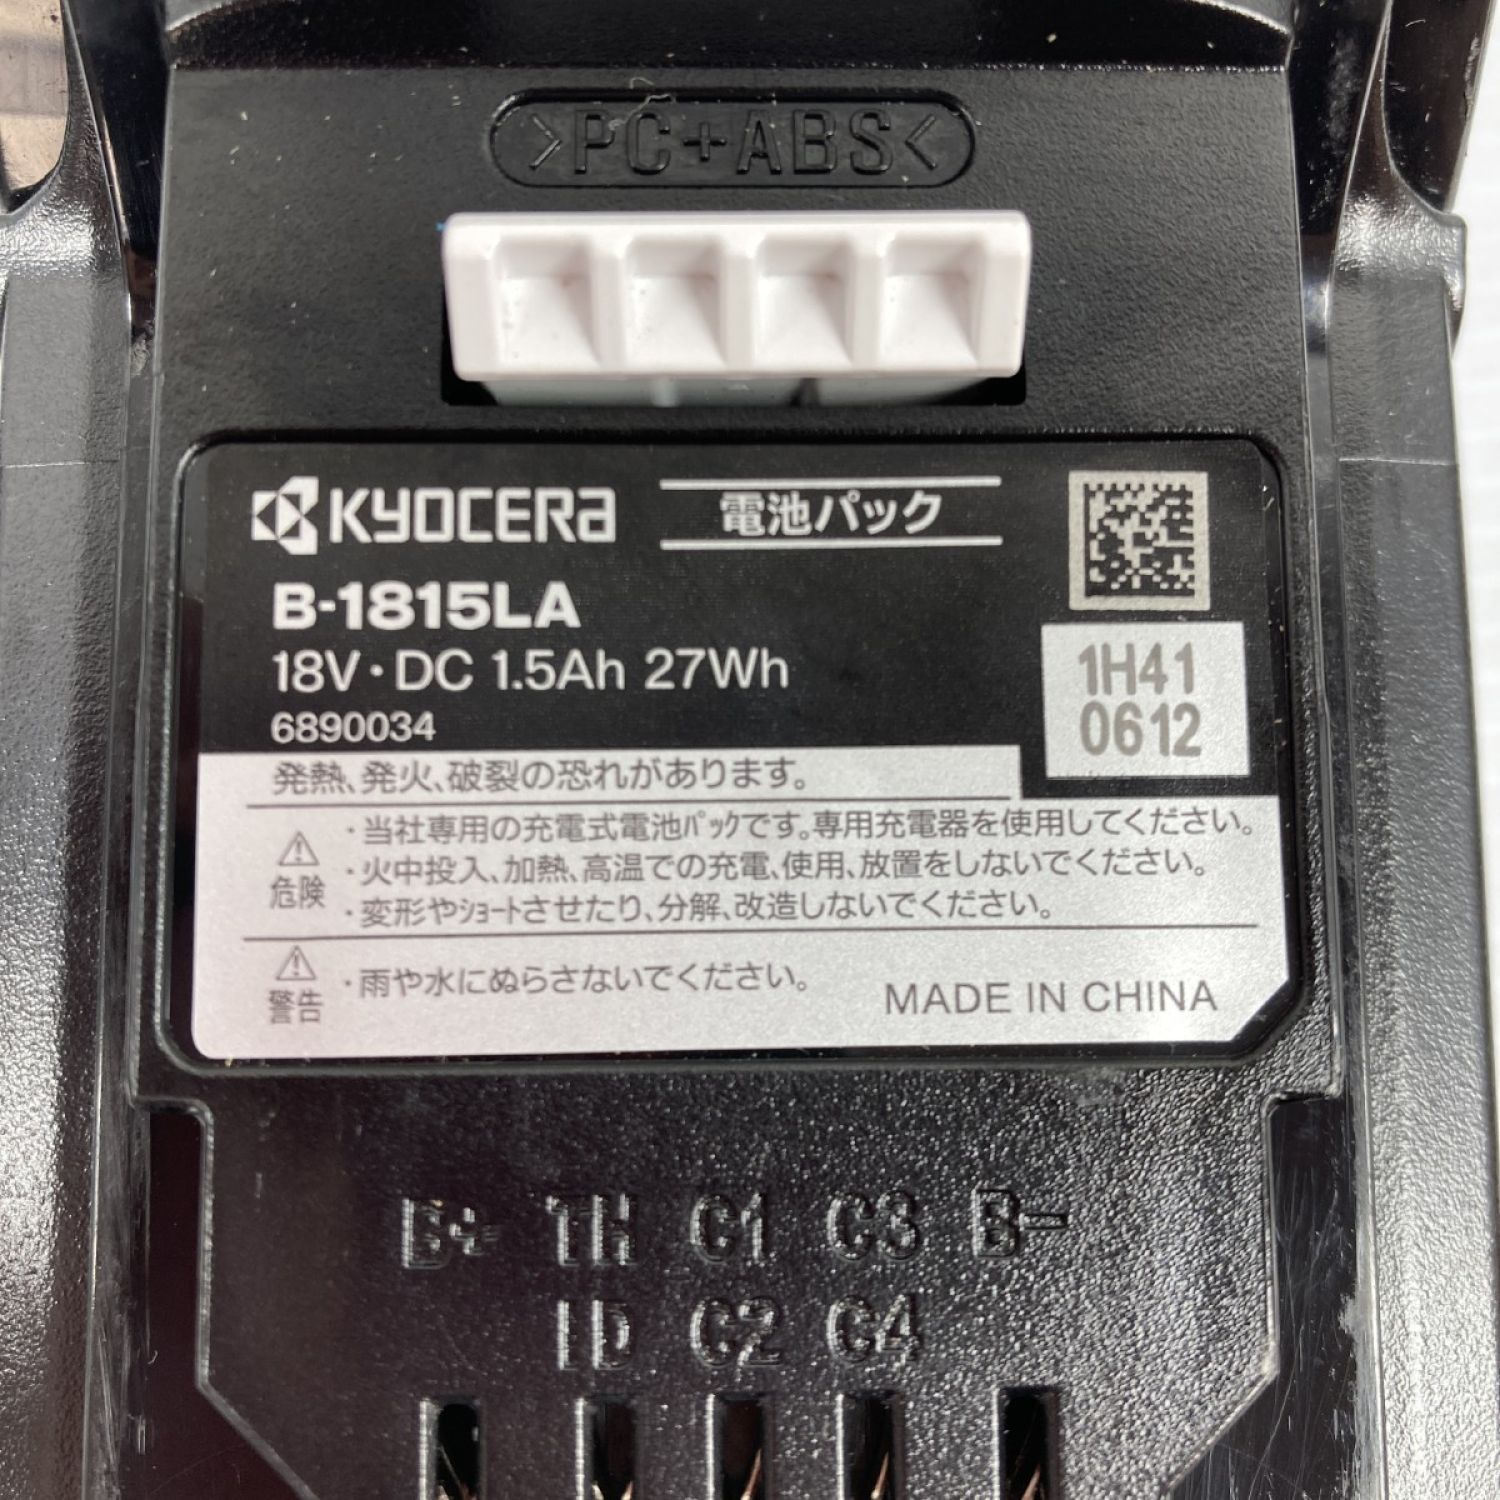 >PC+ABS<
KYOCERA 電池パック
B-1815LA
18V・DC 1.5Ah 27Wh
6890034
1H41
0612
発熱、発火、破裂の恐れがあります。
⚠危険
・当社専用の充電式電池パックです。専用充電器を使用してください。
・火中投入、加熱、高温での充電、使用、放置をしないでください。
・変形やショートさせたり、分解、改造しないでください。
⚠警告
・雨や水にぬらさないでください。
MADE IN CHINA
B+ TH C1 C3 B-
ID C2 C4